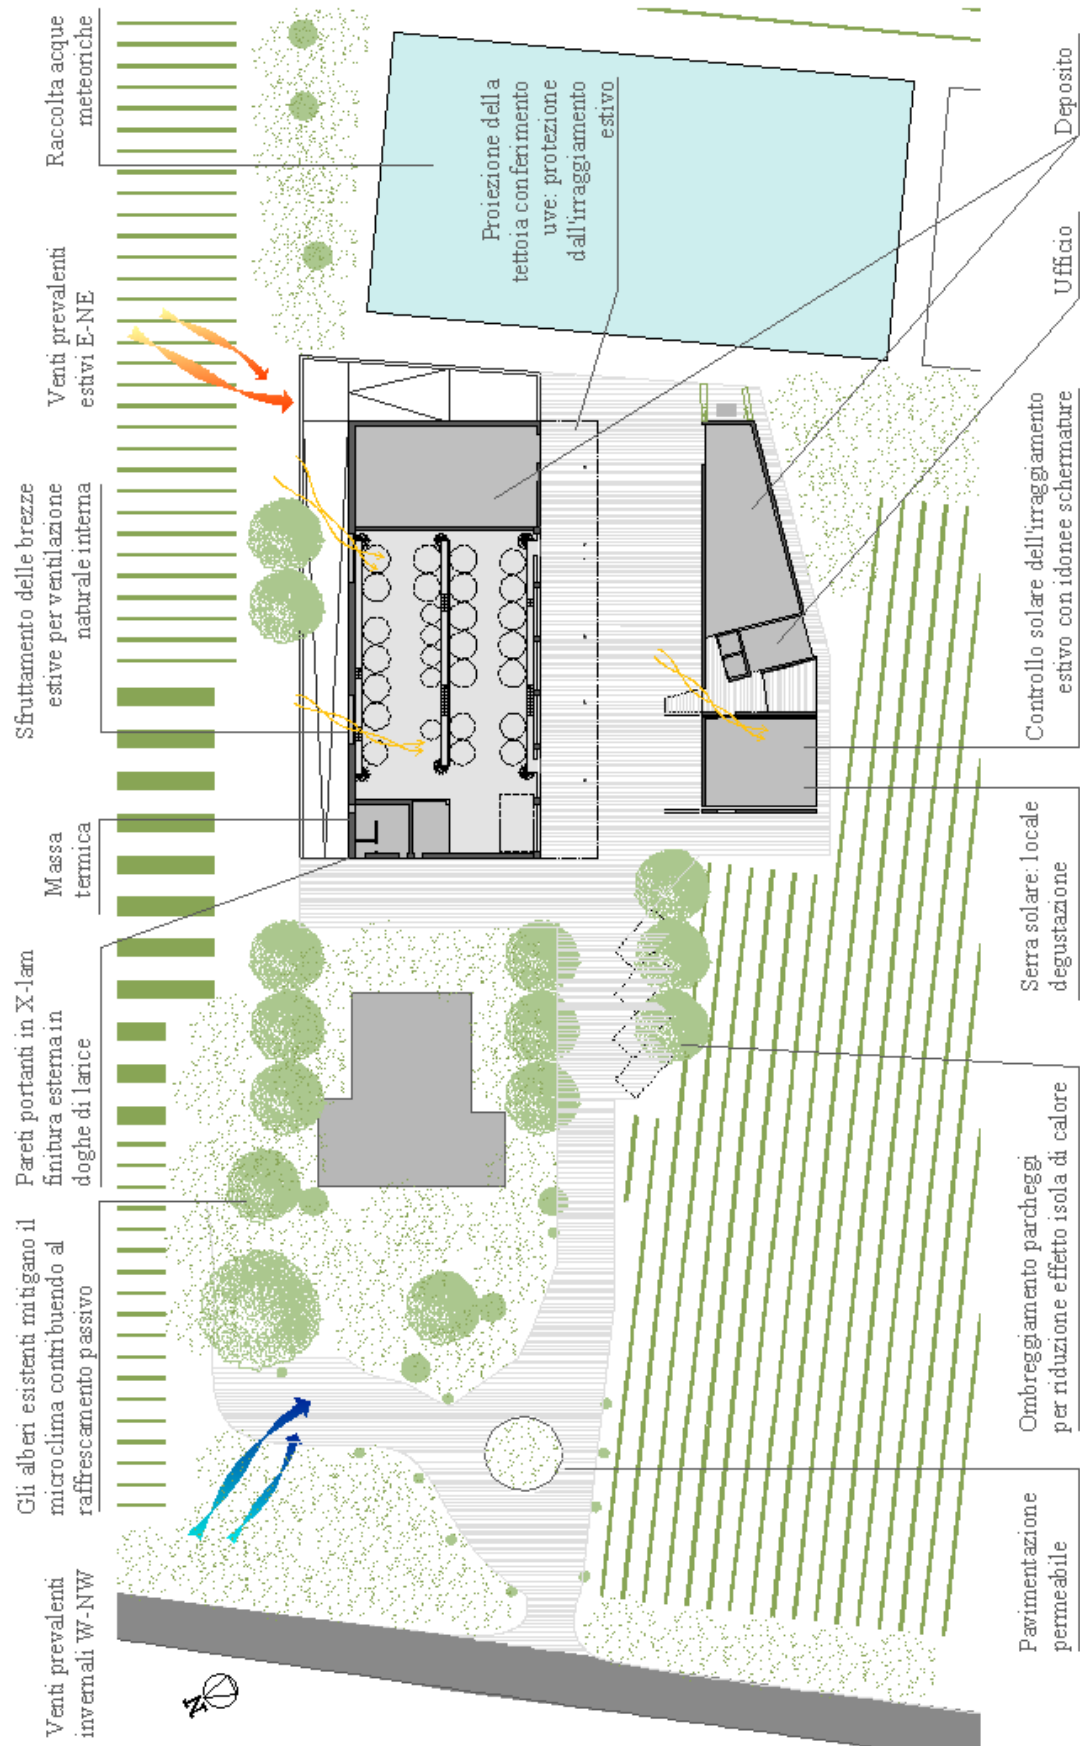 Venti prevalenti
invernali W-NW
Gli alberi esistenti mitigano il
microclima contribuendo al
raffrescamento passivo
Pareti portanti in X-lam
finitura esterna in
doghe di larice
Massa
termica
Sfruttamento delle brezze
estive per ventilazione
naturale interna
Venti prevalenti
estivi E-NE
Raccolta acque
meteoriche
Proiezione della
tettoia conferimento
uve: protezione
dall'irraggiamento
estivo
N
Pavimentazione
permeabile
Ombreggiamento parcheggi
per riduzione effetto isola di calore
Serra solare: locale
degustazione
Controllo solare dell'irraggiamento
estivo con idonee schermature
Ufficio
Deposito